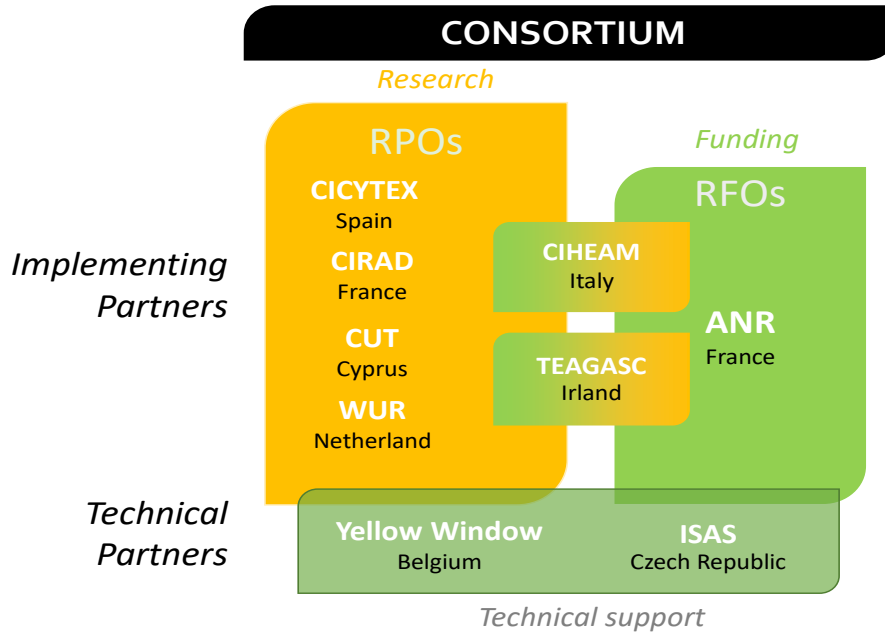 CONSORTIUM
Research
RPOs
Funding
RFOs
Implementing
Partners
CICYTEX
Spain
CIRAD
France
CUT
Cyprus
WUR
Netherland
CIHEAM
Italy
TEAGASC
Irland
ANR
France
Technical
Partners
Yellow Window
Belgium
ISAS
Czech Republic
Technical support